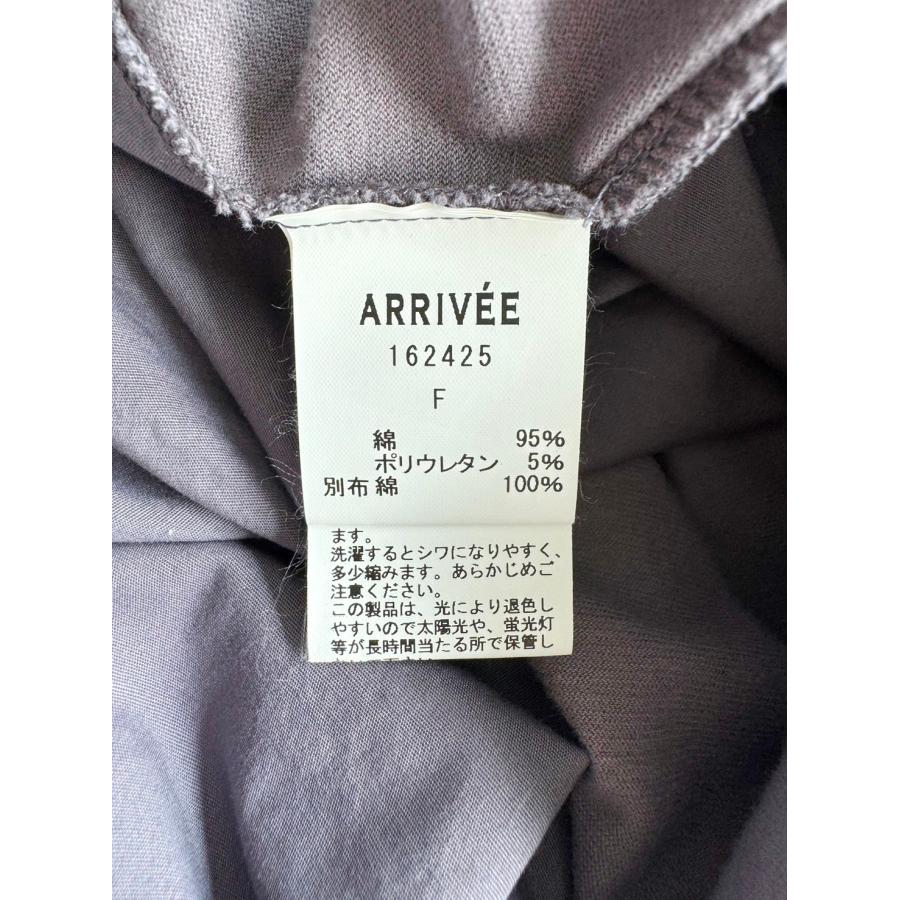 ARRIVÉE
162425
F
綿 95%
ポリウレタン 5%
別布 綿 100%
ます。
洗濯するとシワになりやすく、
多少縮みます。あらかじめご
注意ください。
この製品は、光により退色し
やすいので太陽光や、蛍光灯
等が長時間当たる所で保管し